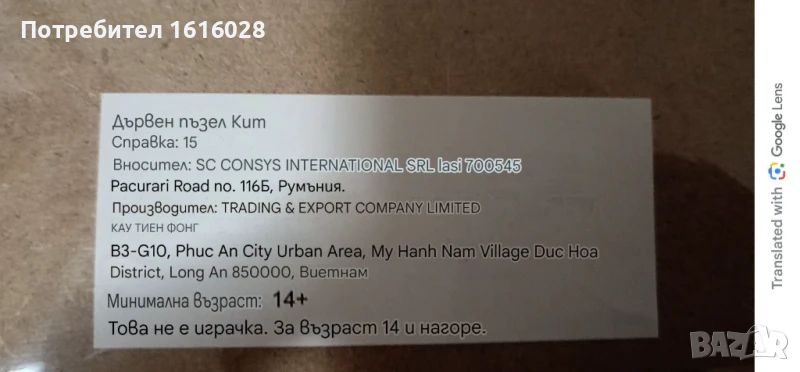 Потребител 1616028
Дървен пъзел Кит
Справка: 15
Вносител: SC CONSYS INTERNATIONAL SRL Iasi 700545
Pacurari Road no. 116Б, Румъния.
Производител: TRADING & EXPORT COMPANY LIMITED
КАУ ТИЕН ФОНГ
B3-G10, Phuc An City Urban Area, My Hanh Nam Village Duc Hoa
District, Long An 850000, Виетнам
Минимална възраст: 14+
Това не е играчка. За възраст 14 и нагоре.
Translated with Google Lens
BAZAR